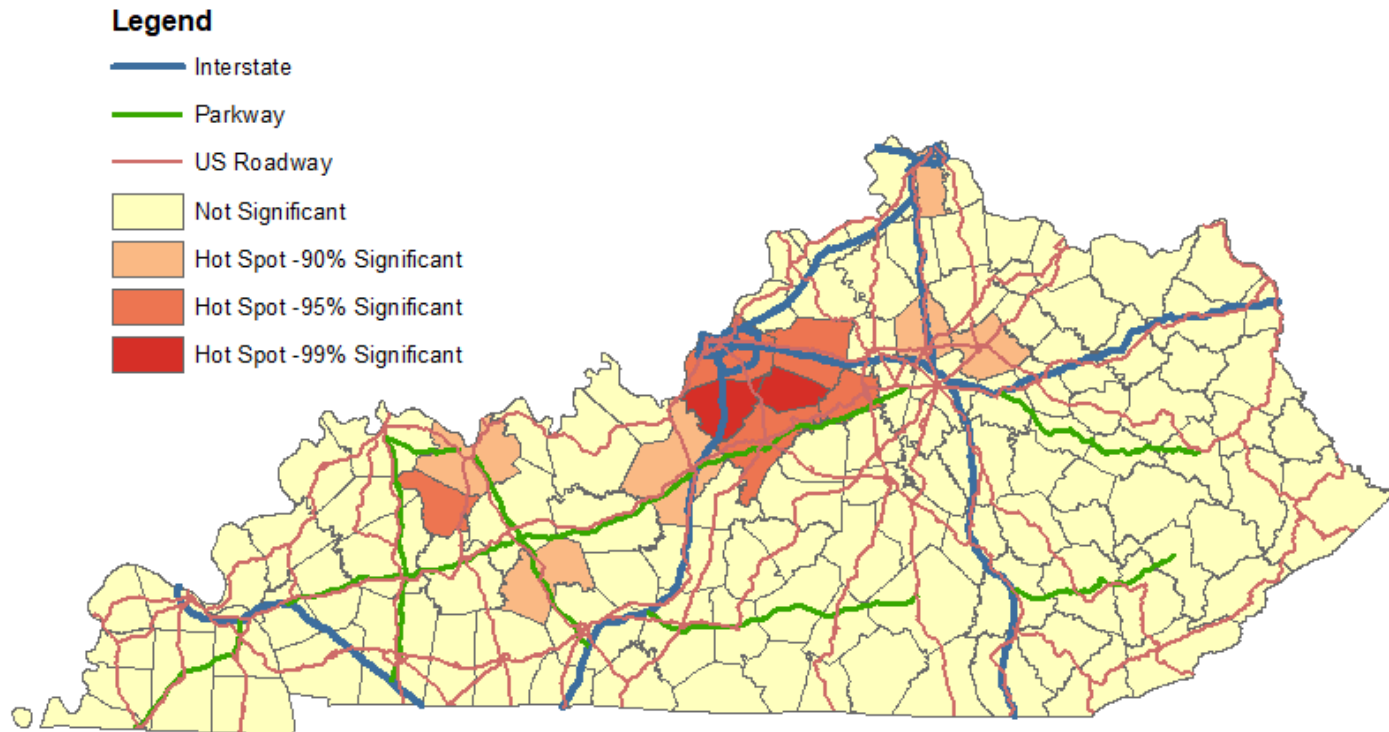 Legend
Interstate
Parkway
US Roadway
Not Significant
Hot Spot -90% Significant
Hot Spot -95% Significant
Hot Spot -99% Significant